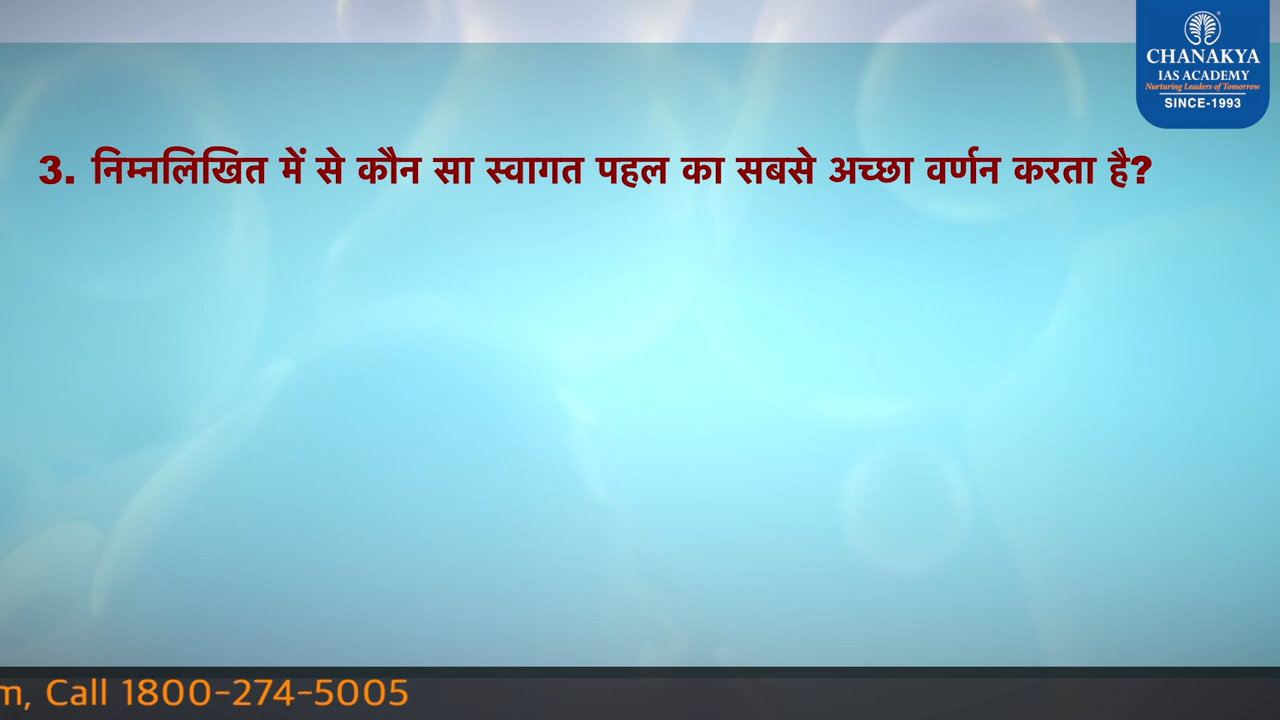 CHANAKYA
IAS ACADEMY
Nurturing Leaders of Tomorrow
SINCE-1993
3. निम्नलिखित में से कौन सा स्वागत पहल का सबसे अच्छा वर्णन करता है?
m, Call 1800-274-5005